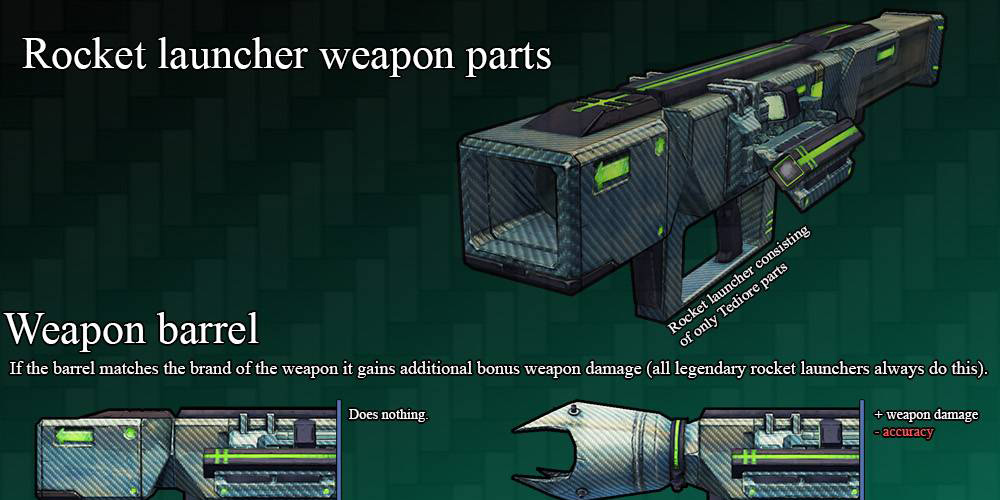 Rocket launcher weapon parts
Rocket launcher consisting
of only Tediore parts
Weapon barrel
If the barrel matches the brand of the weapon it gains additional bonus weapon damage (all legendary rocket launchers always do this).
Does nothing.
+ weapon damage
- accuracy